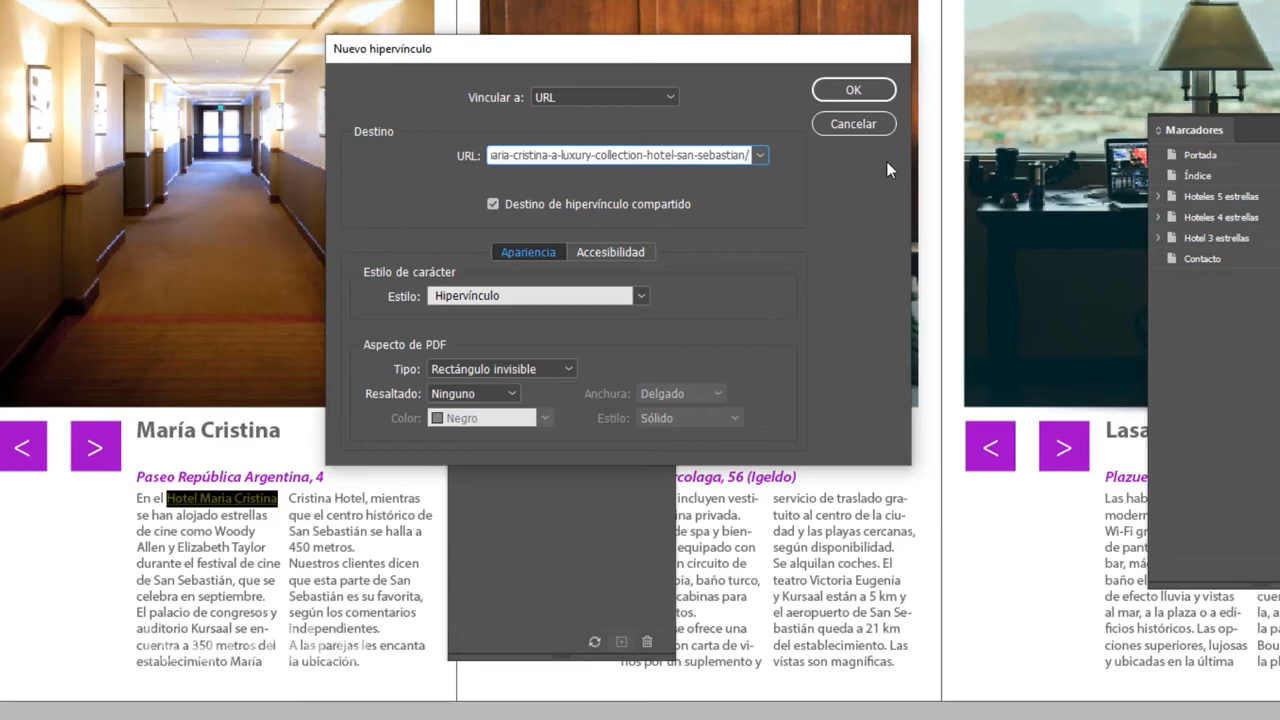 Nuevo hipervínculo
Vincular a: URL
OK
Cancelar
Destino
URL: aria-cristina-a-luxury-collection-hotel-san-sebastian/
Destino de hipervínculo compartido
Apariencia
Accesibilidad
Estilo de carácter
Estilo: Hipervínculo
Aspecto de PDF
Tipo: Rectángulo invisible
Resaltado: Ninguno
Anchura: Delgado
Color: Negro
Estilo: Sólido
Marcadores
Portada
Índice
Hoteles 5 estrellas
Hoteles 4 estrellas
Hotel 3 estrellas
Contacto
< >
María Cristina
Paseo República Argentina, 4
En el Hotel Maria Cristina
se han alojado estrellas
de cine como Woody
Allen y Elizabeth Taylor
durante el festival de cine
de San Sebastián, que se
celebra en septiembre.
El palacio de congresos y
auditorio Kursaal se en-
cuentra a 350 metros del
establecimiento María
Cristina Hotel, mientras
que el centro histórico de
San Sebastián se halla a
450 metros.
Nuestros clientes dicen
que esta parte de San
Sebastián es su favorita,
según los comentarios
independientes.
A las parejas les encanta
la ubicación.
rcolaga, 56 (Igeldo)
incluyen vesti-
ina privada.
de spa y bien-
equipado con
n circuito de
pia, baño turco,
cabinas para
tos.
se ofrece una
on carta de vi-
nos por un suplemento y
servicio de traslado gra-
tuito al centro de la ciu-
dad y las playas cercanas,
según disponibilidad.
Se alquilan coches. El
teatro Victoria Eugenia
y Kursaal están a 5 km y
el aeropuerto de San Se-
bastián queda a 21 km
del establecimiento. Las
vistas son magníficas.
< >
Lasa
Plazue
Las hab
modern
Wi-Fi gr
de pant
bar, má
baño el
de efecto lluvia y vistas
al mar, a la plaza o a edi-
ficios históricos. Las op-
ciones superiores, lujosas
y ubicadas en la última
cuen
la, a
la p
Bou
la pl